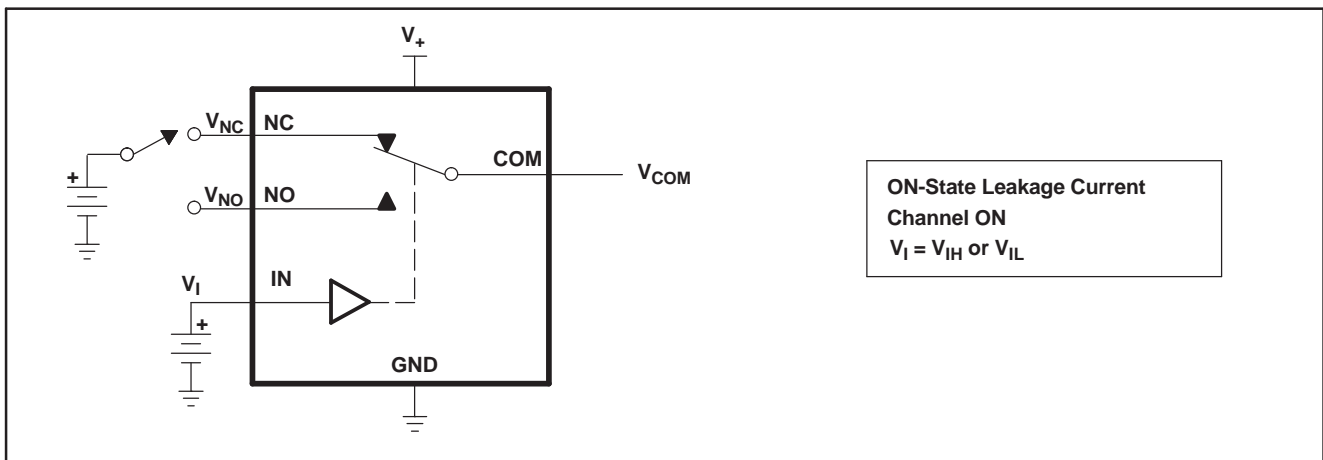 V+
VNC NC
+
COM
VCOM
VNO NO
VI IN
+
GND
ON-State Leakage Current
Channel ON
VI = VIH or VIL